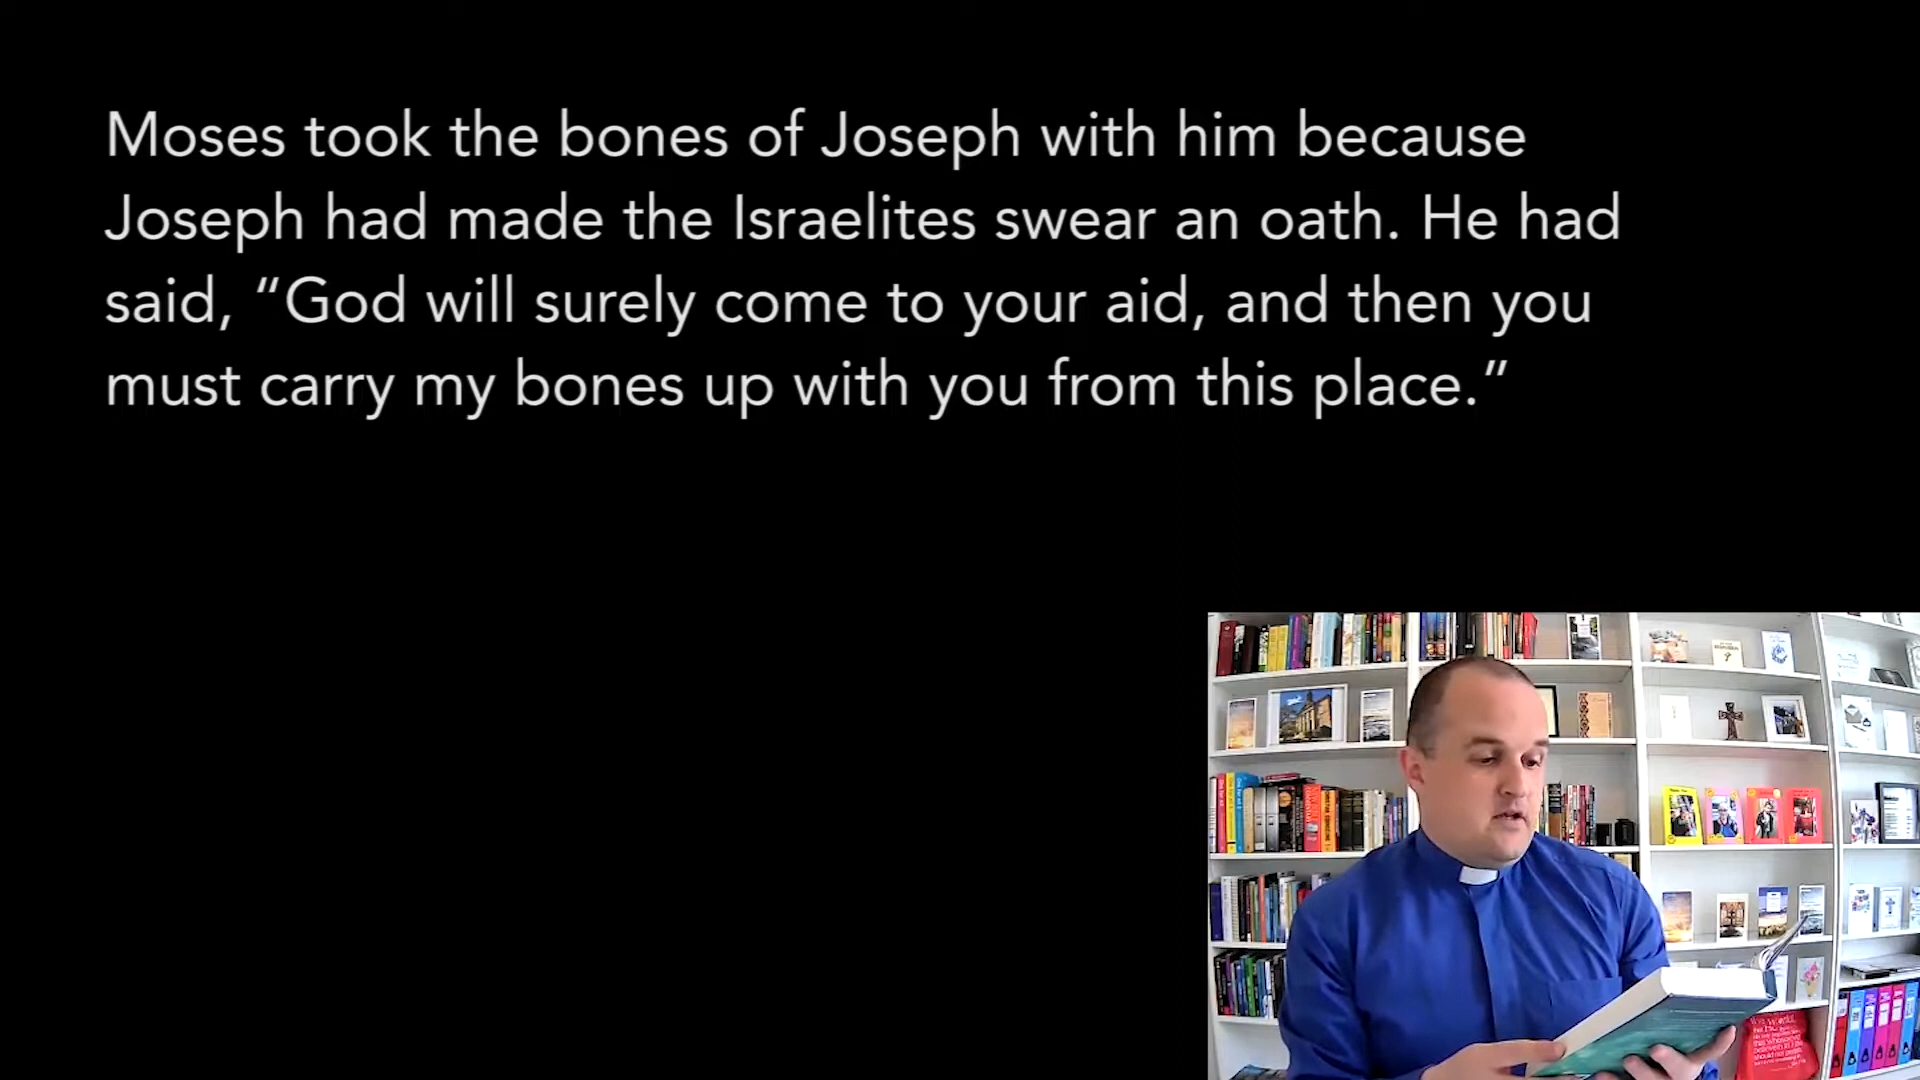 Moses took the bones of Joseph with him because
Joseph had made the Israelites swear an oath. He had
said, “God will surely come to your aid, and then you
must carry my bones up with you from this place.”